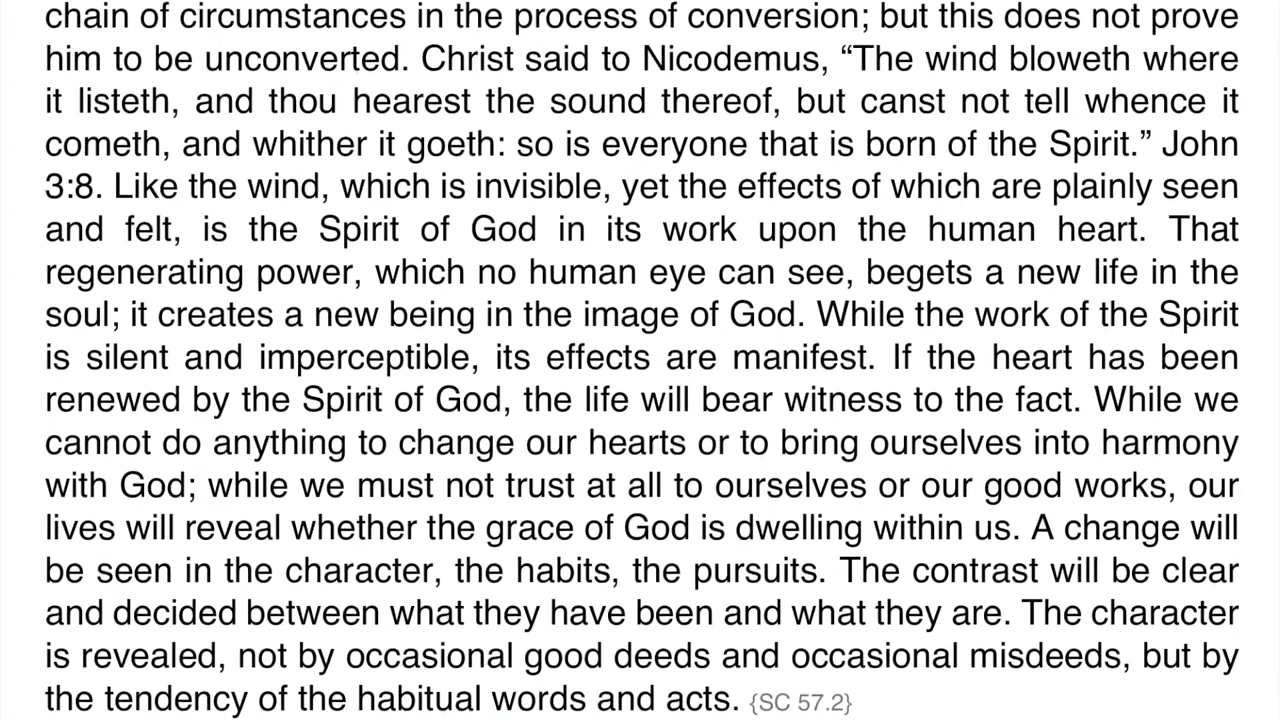 chain of circumstances in the process of conversion; but this does not prove
him to be unconverted. Christ said to Nicodemus, “The wind bloweth where
it listeth, and thou hearest the sound thereof, but canst not tell whence it
cometh, and whither it goeth: so is everyone that is born of the Spirit.” John
3:8. Like the wind, which is invisible, yet the effects of which are plainly seen
and felt, is the Spirit of God in its work upon the human heart. That
regenerating power, which no human eye can see, begets a new life in the
soul; it creates a new being in the image of God. While the work of the Spirit
is silent and imperceptible, its effects are manifest. If the heart has been
renewed by the Spirit of God, the life will bear witness to the fact. While we
cannot do anything to change our hearts or to bring ourselves into harmony
with God; while we must not trust at all to ourselves or our good works, our
lives will reveal whether the grace of God is dwelling within us. A change will
be seen in the character, the habits, the pursuits. The contrast will be clear
and decided between what they have been and what they are. The character
is revealed, not by occasional good deeds and occasional misdeeds, but by
the tendency of the habitual words and acts. {SC 57.2}